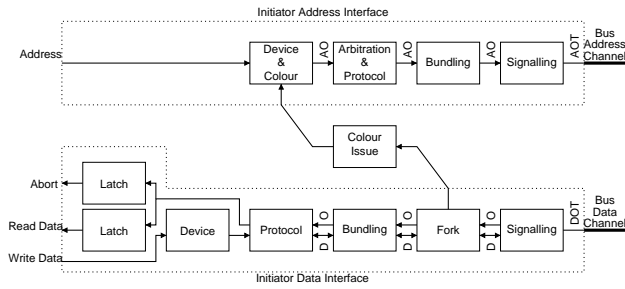 Initiator Address Interface
Address
Device
& 
Colour
AO
Arbitration
&
Protocol
AO
Bundling
AO
Signalling
AOT
Bus
Address
Channel
Colour
Issue
Abort
Latch
Read Data
Latch
Write Data
Device
Protocol
O
D
Bundling
AO
D
Fork
AO
D
Signalling
DOT
Bus
Data
Channel
Initiator Data Interface